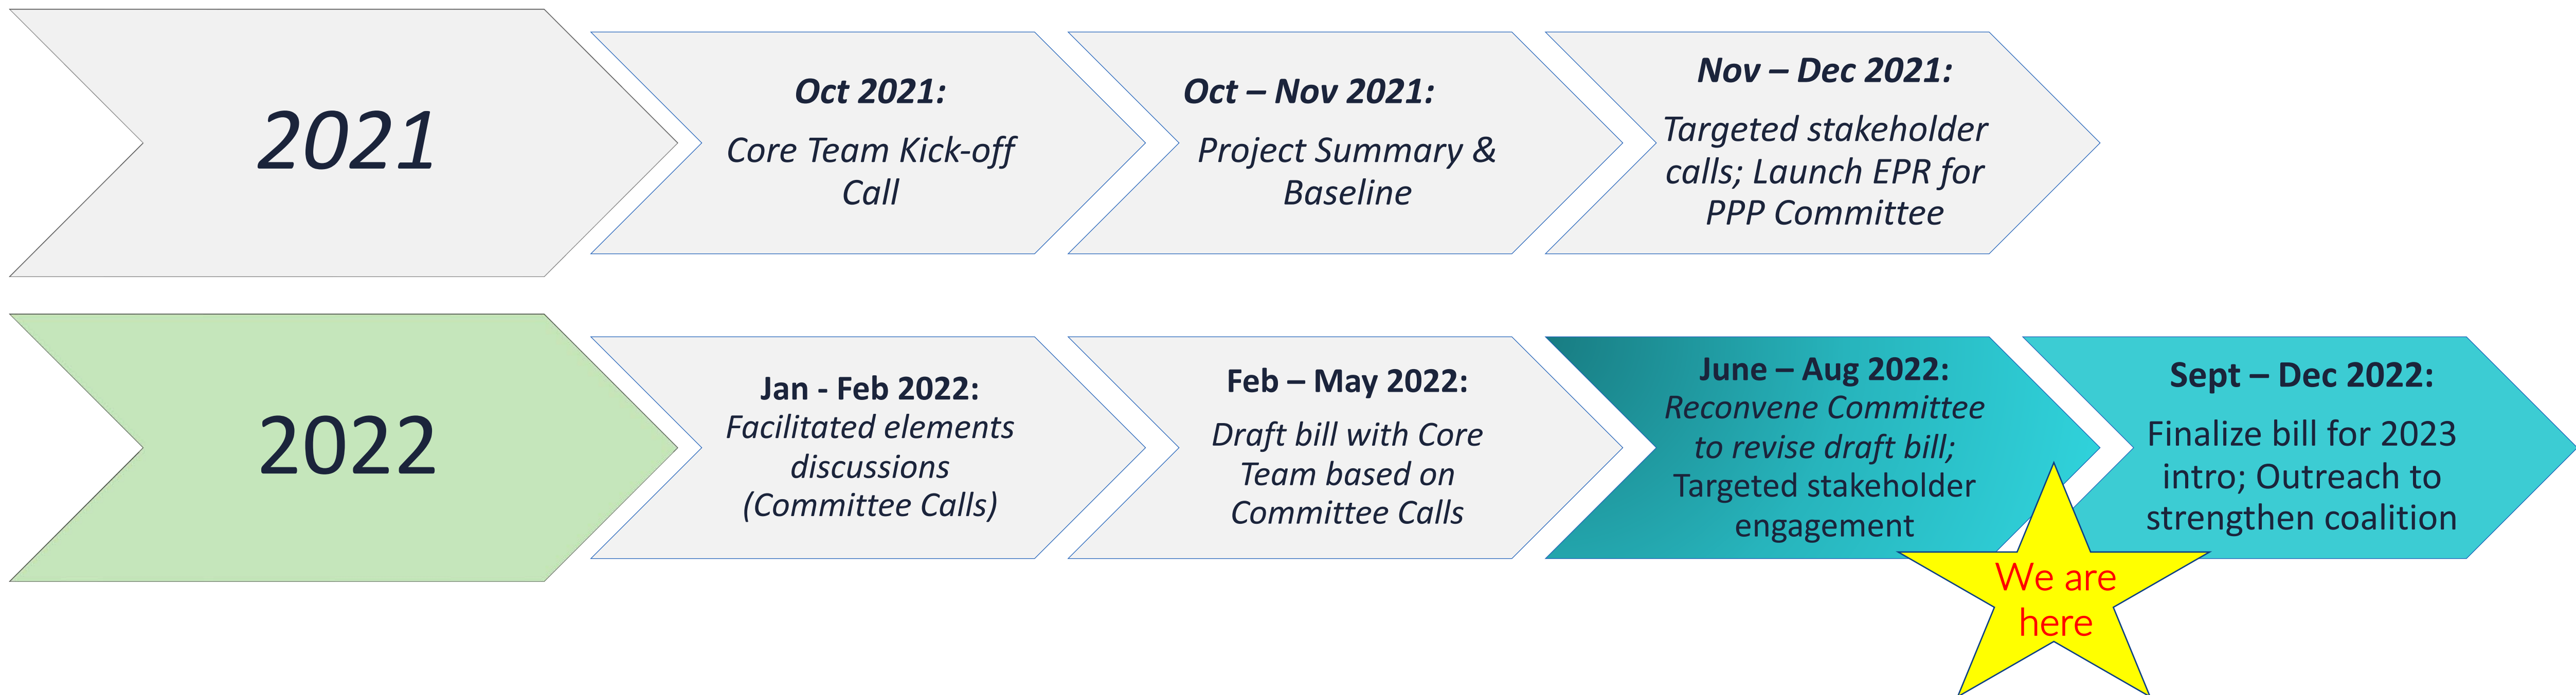 2021
Oct 2021:
Core Team Kick-off
Call
Oct – Nov 2021:
Project Summary &
Baseline
Nov – Dec 2021:
Targeted stakeholder
calls; Launch EPR for
PPP Committee
2022
Jan - Feb 2022:
Facilitated elements
discussions
(Committee Calls)
Feb – May 2022:
Draft bill with Core
Team based on
Committee Calls
June – Aug 2022:
Reconvene Committee
to revise draft bill;
Targeted stakeholder
engagement
Sept – Dec 2022:
Finalize bill for 2023
intro; Outreach to
strengthen coalition
We are
here